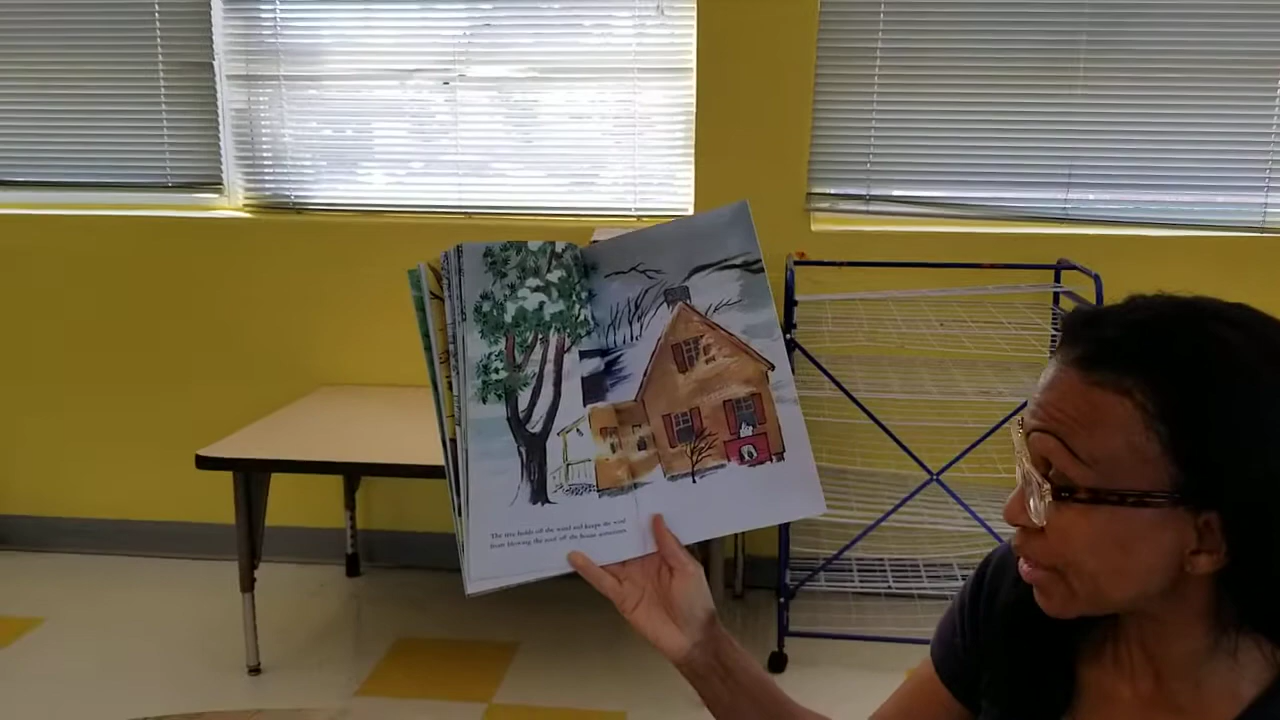 The tree holds off the wind and keeps the wind
from blowing the roof off the house sometimes.